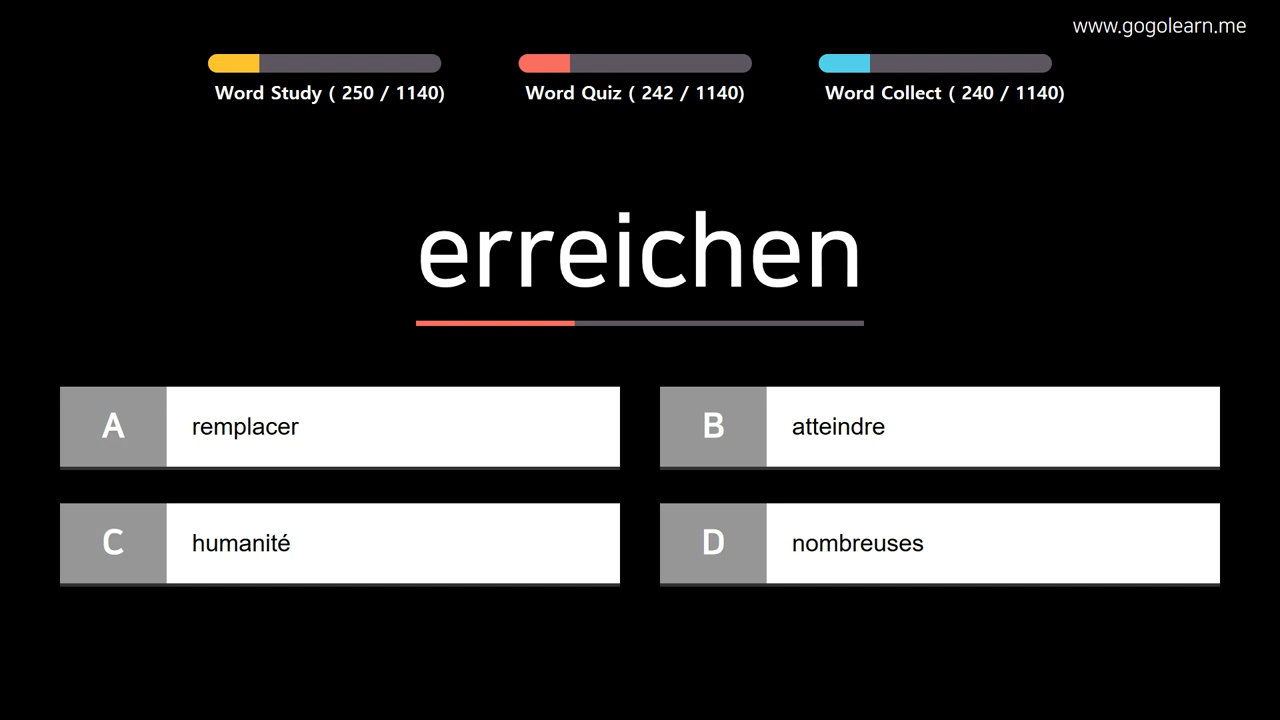 www.gogolearn.me
Word Study ( 250 / 1140)
Word Quiz ( 242 / 1140)
Word Collect ( 240 / 1140)
erreichen
A
remplacer
B
atteindre
C
humanité
D
nombreuses